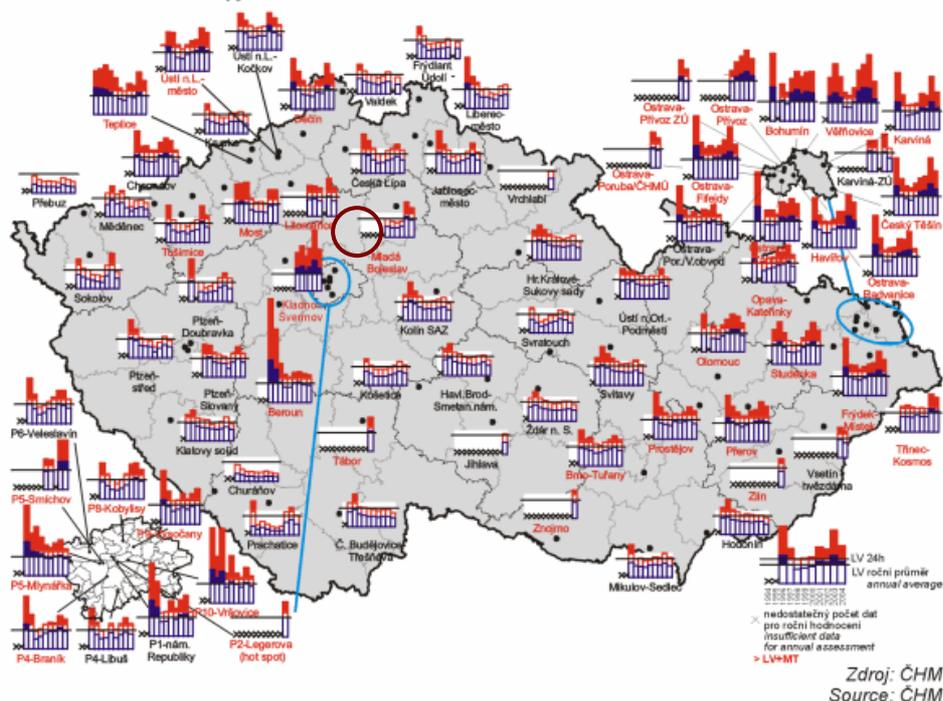 Ústí n.L.-
Kočkov
Ústí n.L.-
město
Frýdlant
Údolí
Teplice
Děčín
Valdek
Liberec-
město
Ostrava-
Přívoz ZÚ
Ostrava-
Přívoz
Bohumín
Věřňovice
Karviná
Přebuz
Česká Lípa
Jablonec-
město
Vrchlabí
Ostrava-
Poruba/ČHMÚ
Ostrava-
Fifejdy
Karviná-ZÚ
Měděnec
Tušimice
Most
Český Těšín
Mladá
Boleslav
Ostrava-
Por./V.obvod
Havířov
Sokolov
Hr.Králové-
Sukovy sady
Ostrava-
Radvanice
Kladno-
Švermov
Opava-
Kateřinky
Plzeň-
Doubravka
Kolín SAZ
Ústí n.Orl.-
Podměstí
Svratouch
Olomouc
Studénka
Plzeň-
střed
Plzeň-
Slovany
Beroun
Košetice
Havl.Brod-
Smetan.nám.
Svitavy
P6-Veleslavín
Žďár n. S.
Frýdek-
Místek
Klatovy soud
Tábor
Jihlava
Prostějov
Přerov
Třinec-
Kosmos
P5-Smíchov
P8-Kobylisy
Churáňov
Brno-Tuřany
Vsetín
hvězdárna
Zlín
Prachatice
Č. Budějovice-
Třešňová
Znojmo
Hodonín
P5-Mlynářka
LV 24h
LV roční průměr
annual average
Mikulov-Sedlec
P10-Vršovice
P4-Braník
P4-Libuš
P1-nám.
Republiky
P2-Legerova
(hot spot)
× nedostatečný počet dat
pro roční hodnocení
insufficient data
for annual assessment
> LV+MT
Zdroj: ČHM
Source: ČHM